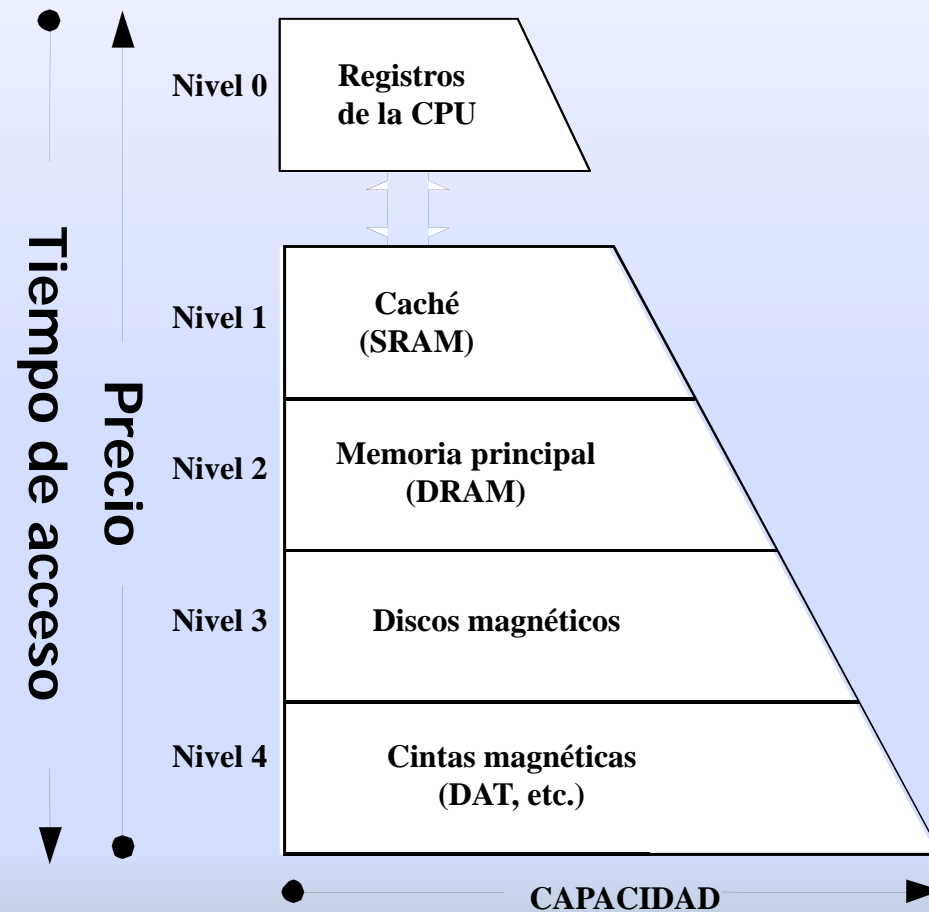 Nivel 0
Registros
de la CPU
Nivel 1
Caché
(SRAM)
Nivel 2
Memoria principal
(DRAM)
Nivel 3
Discos magnéticos
Nivel 4
Cintas magnéticas
(DAT, etc.)
Tiempo de acceso
Precio
CAPACIDAD